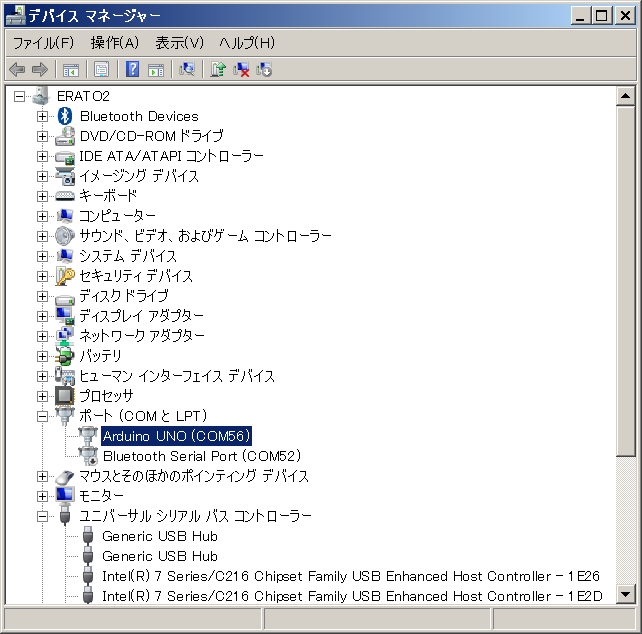 デバイス マネージャー
ファイル(F) 操作(A) 表示(V) ヘルプ(H)
ERATO2
Bluetooth Devices
DVD/CD-ROM ドライブ
IDE ATA/ATAPI コントローラー
イメージング デバイス
キーボード
コンピューター
サウンド、ビデオ、およびゲーム コントローラー
システム デバイス
セキュリティ デバイス
ディスク ドライブ
ディスプレイ アダプター
ネットワーク アダプター
バッテリ
ヒューマン インターフェイス デバイス
プロセッサ
ポート (COM と LPT)
Arduino UNO (COM56)
Bluetooth Serial Port (COM52)
マウスとそのほかのポインティング デバイス
モニター
ユニバーサル シリアル バス コントローラー
Generic USB Hub
Generic USB Hub
Intel(R) 7 Series/C216 Chipset Family USB Enhanced Host Controller - 1E26
Intel(R) 7 Series/C216 Chipset Family USB Enhanced Host Controller - 1E2D